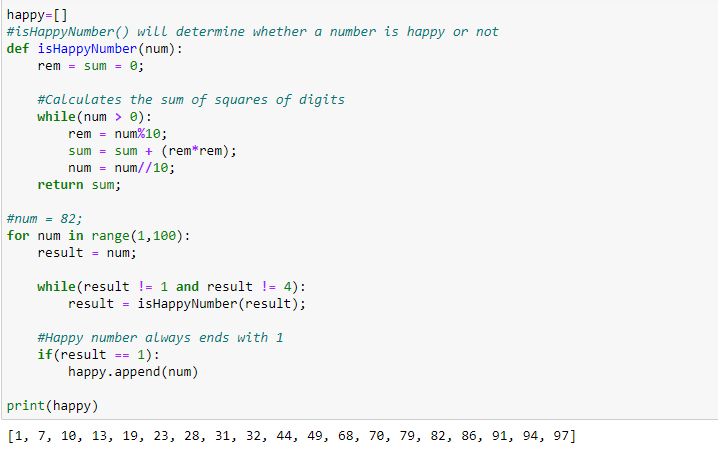 happy=[]
#isHappyNumber() will determine whether a number is happy or not
def isHappyNumber(num):
    rem = sum = 0;

    #Calculates the sum of squares of digits
    while(num > 0):
        rem = num%10;
        sum = sum + (rem*rem);
        num = num//10;
    return sum;

#num = 82;
for num in range(1,100):
    result = num;

    while(result != 1 and result != 4):
        result = isHappyNumber(result);

    #Happy number always ends with 1
    if(result == 1):
        happy.append(num)

print(happy)
[1, 7, 10, 13, 19, 23, 28, 31, 32, 44, 49, 68, 70, 79, 82, 86, 91, 94, 97]